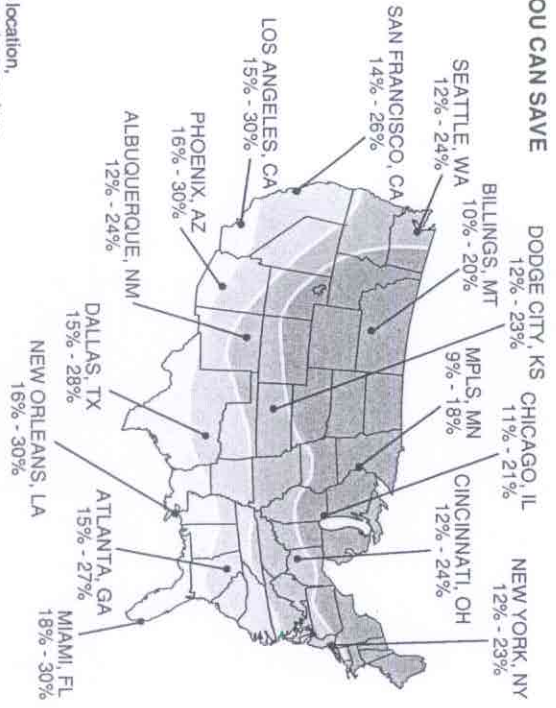 OU CAN SAVE
SEATTLE, WA
12% - 24%
SAN FRANCISCO, CA
14% - 26%
LOS ANGELES, CA
15% - 30%
PHOENIX, AZ
16% - 30%
ALBUQUERQUE, NM
12% - 24%
BILLINGS, MT
10% - 20%
DODGE CITY, KS
12% - 23%
MPLS, MN
9% - 18%
CHICAGO, IL
11% - 21%
CINCINNATI, OH
12% - 24%
NEW YORK, NY
12% - 23%
DALLAS, TX
15% - 28%
NEW ORLEANS, LA
16% - 30%
ATLANTA, GA
15% - 27%
MIAMI, FL
18% - 30%
location,